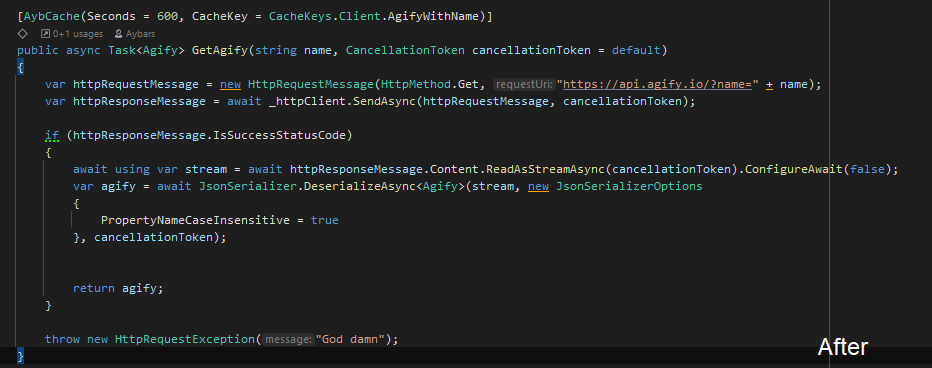 [AybCache(Seconds = 600, CacheKey = CacheKeys.Client.AgifyWithName)]
0+1 usages Aybars
public async Task<Agify> GetAgify(string name, CancellationToken cancellationToken = default)
{
    var httpRequestMessage = new HttpRequestMessage(HttpMethod.Get, requestUri: "https://api.agify.io/?name=" + name);
    var httpResponseMessage = await _httpClient.SendAsync(httpRequestMessage, cancellationToken);
    if (httpResponseMessage.IsSuccessStatusCode)
    {
        await using var stream = await httpResponseMessage.Content.ReadAsStreamAsync(cancellationToken).ConfigureAwait(false);
        var agify = await JsonSerializer.DeserializeAsync<Agify>(stream, new JsonSerializerOptions
        {
            PropertyNameCaseInsensitive = true
        }, cancellationToken);
        return agify;
    }
    throw new HttpRequestException(message: "God damn");
}
After